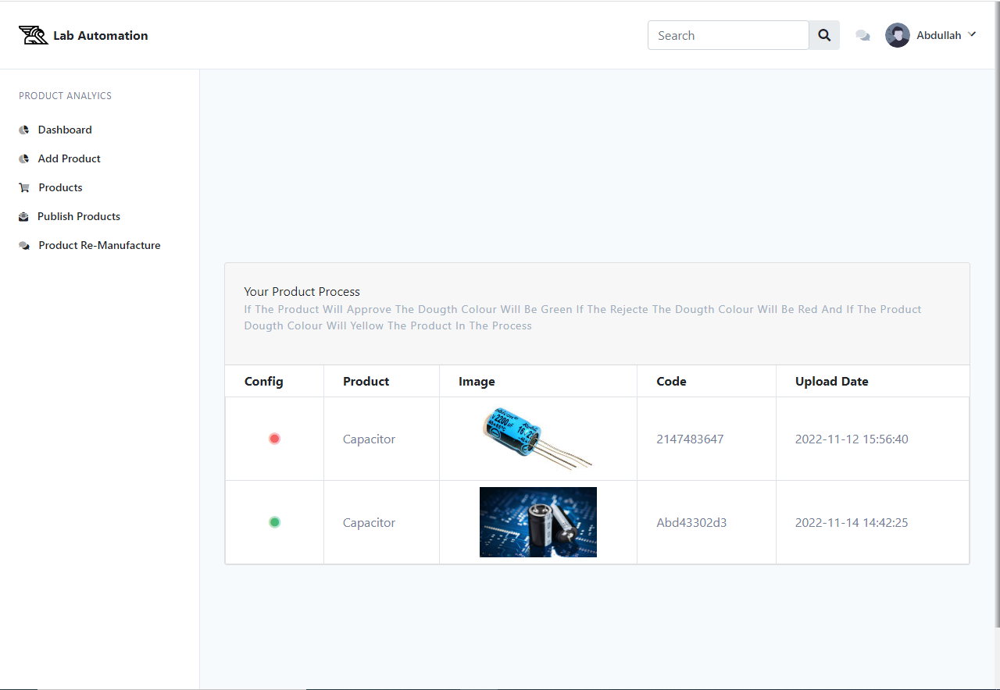 Lab Automation
Search
Abdullah
PRODUCT ANALYICS
Dashboard
Add Product
Products
Publish Products
Product Re-Manufacture
Your Product Process
If The Product Will Approve The Dougth Colour Will Be Green If The Rejecte The Dougth Colour Will Be Red And If The Product
Dougth Colour Will Yellow The Product In The Process
Config Product Image Code Upload Date
Capacitor 2147483647 2022-11-12 15:56:40
2200µF
16V
Capacitor Abd43302d3 2022-11-14 14:42:25